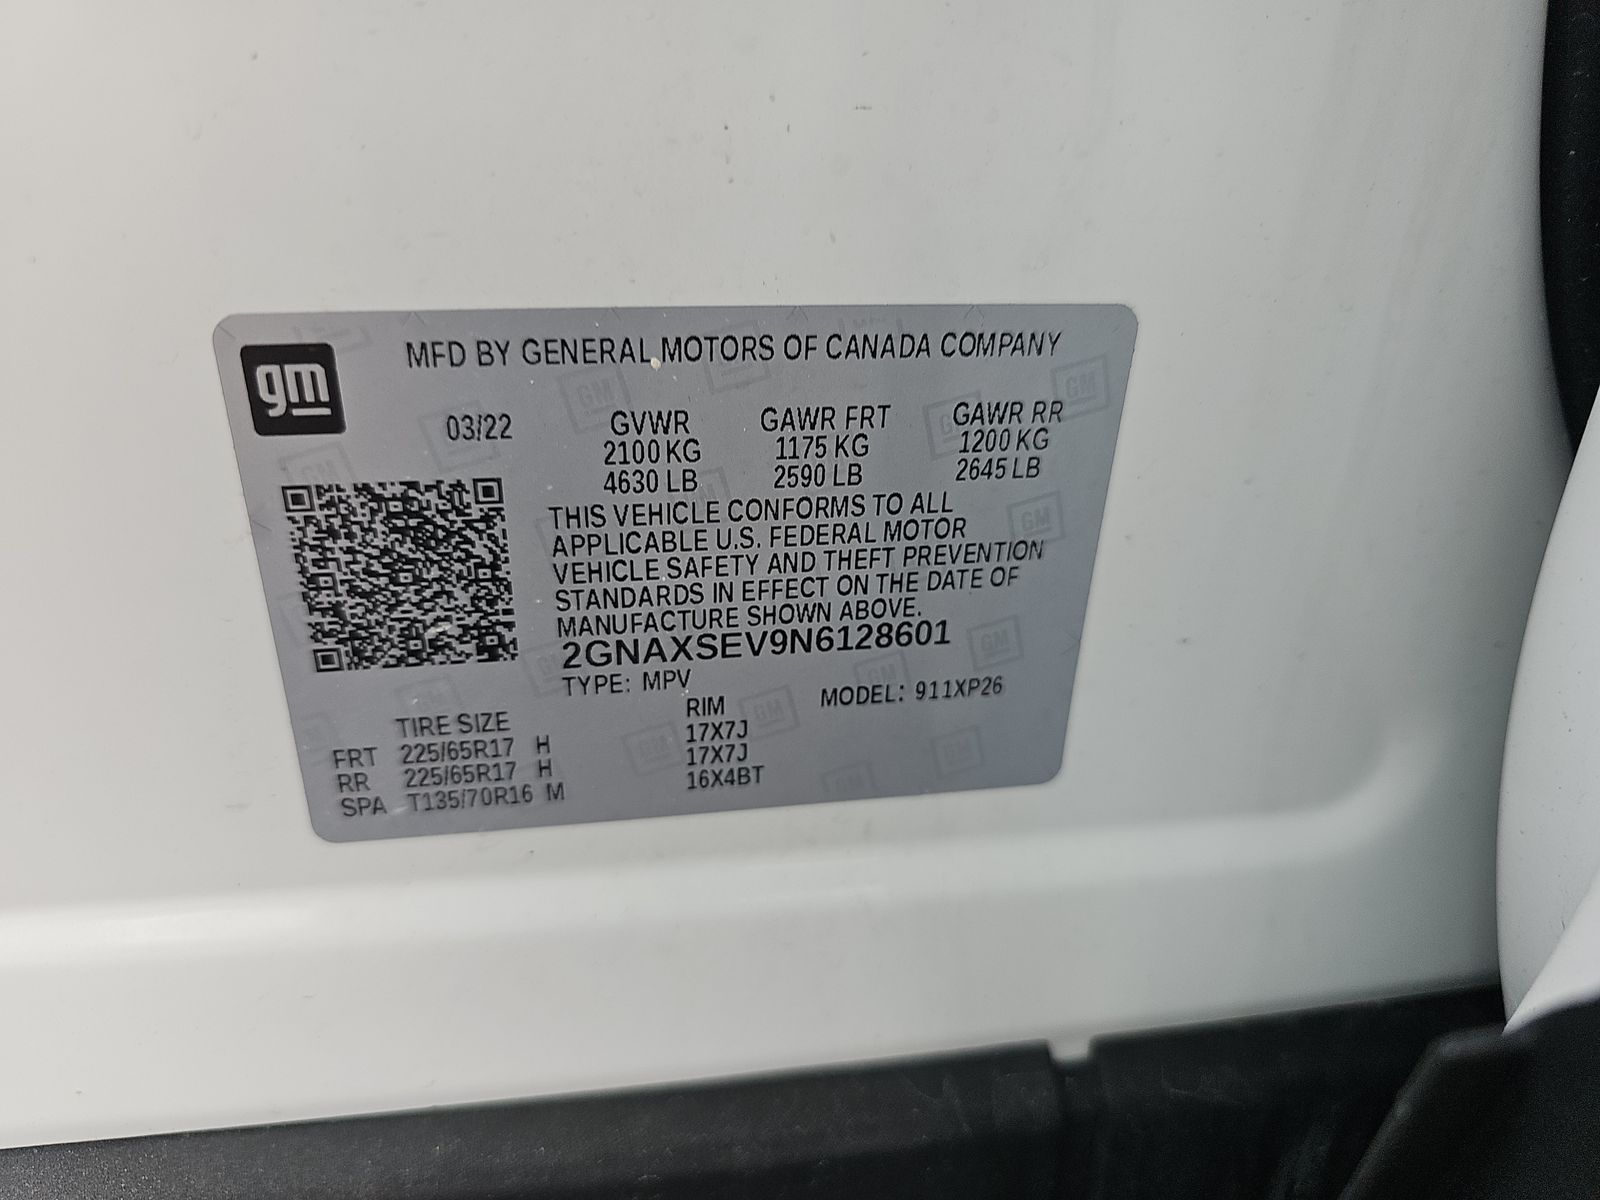 gm
MFD BY GENERAL MOTORS OF CANADA COMPANY
03/22 GVWR GAWR FRT GAWR RR
2100 KG 1175 KG 1200 KG
4630 LB 2590 LB 2645 LB
THIS VEHICLE CONFORMS TO ALL
APPLICABLE U.S. FEDERAL MOTOR
VEHICLE SAFETY AND THEFT PREVENTION
STANDARDS IN EFFECT ON THE DATE OF
MANUFACTURE SHOWN ABOVE.
2GNAXSEV9N6128601
TYPE: MPV MODEL: 911XP26
TIRE SIZE RIM
FRT 225/65R17 H 17X7J
RR 225/65R17 H 17X7J
SPA T135/70R16 M 16X4BT